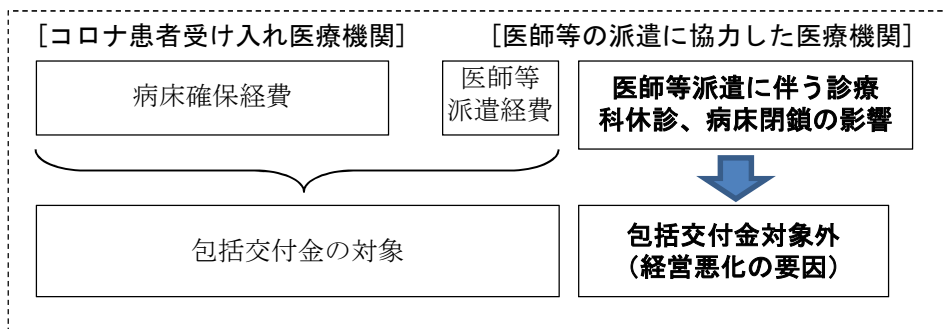 [コロナ患者受け入れ医療機関]
[医師等の派遣に協力した医療機関]
病床確保経費
医師等
派遣経費
医師等派遣に伴う診療
科休診、病床閉鎖の影響
包括交付金の対象
包括交付金対象外
（経営悪化の要因）